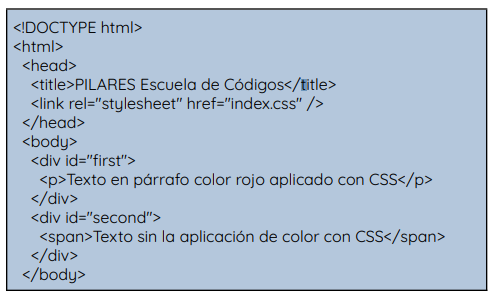 <!DOCTYPE html>
<html>
<head>
<title>PILARES Escuela de Códigos</title>
<link rel="stylesheet" href="index.css" />
</head>
<body>
<div id="first">
<p>Texto en párrafo color rojo aplicado con CSS</p>
</div>
<div id="second">
<span>Texto sin la aplicación de color con CSS</span>
</div>
</body>